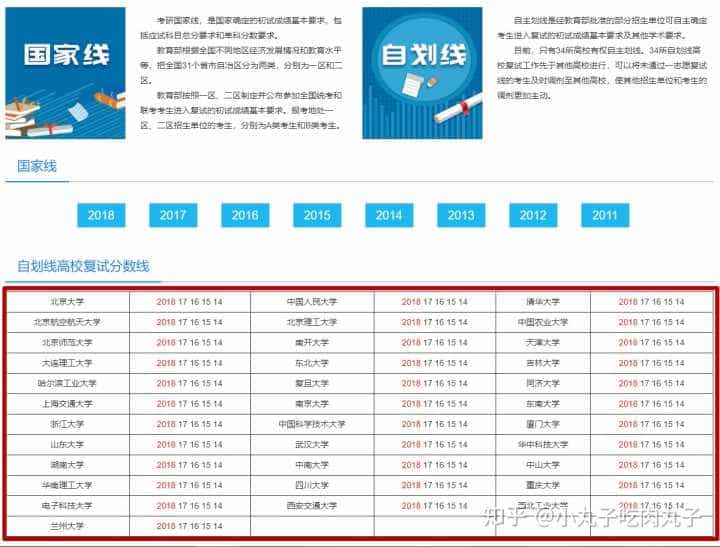 国家线
考研国家线，是国家确定的初试成绩基本要求，包
括应试科目总分要求和单科分数要求。
教育部根据全国不同地区经济发展情况和教育水平
等，把全国31个省市自治区分为两类，分别为一区和二
区。
教育部按照一区、二区制定并公布参加全国统考和
联考考生进入复试的初试成绩基本要求。报考地处一
区、二区招生单位的考生，分别为A类考生和B类考生。
自划线
自主划线是经教育部批准的部分招生单位可自主确定
考生进入复试的初试成绩要求及其他学术要求。
目前，只有34所高校有权自主划线。34所自划线高
校复试工作先于其他高校进行，可以将未通过一志愿复试
线的考生及时调剂至其他高校，使其他招生单位和考生的
调剂更加主动。
国家线
2018 2017 2016 2015 2014 2013 2012 2011
自划线高校复试分数线
北京大学 2018 17 16 15 14 中国人民大学 2018 17 16 15 14 清华大学 2018 17 16 15 14
北京航空航天大学 2018 17 16 15 14 北京理工大学 2018 17 16 15 14 中国农业大学 2018 17 16 15 14
北京师范大学 2018 17 16 15 14 南开大学 2018 17 16 15 14 天津大学 2018 17 16 15 14
大连理工大学 2018 17 16 15 14 东北大学 2018 17 16 15 14 吉林大学 2018 17 16 15 14
哈尔滨工业大学 2018 17 16 15 14 复旦大学 2018 17 16 15 14 同济大学 2018 17 16 15 14
上海交通大学 2018 17 16 15 14 南京大学 2018 17 16 15 14 东南大学 2018 17 16 15 14
浙江大学 2018 17 16 15 14 中国科学技术大学 2018 17 16 15 14 厦门大学 2018 17 16 15 14
山东大学 2018 17 16 15 14 武汉大学 2018 17 16 15 14 华中科技大学 2018 17 16 15 14
湖南大学 2018 17 16 15 14 中南大学 2018 17 16 15 14 中山大学 2018 17 16 15 14
华南理工大学 2018 17 16 15 14 四川大学 2018 17 16 15 14 重庆大学 2018 17 16 15 14
电子科技大学 2018 17 16 15 14 西安交通大学 2018 17 16 15 14 西北工业大学 2018 17 16 15 14
兰州大学 2018 17 16 15 14
知乎 @小丸子吃肉丸子